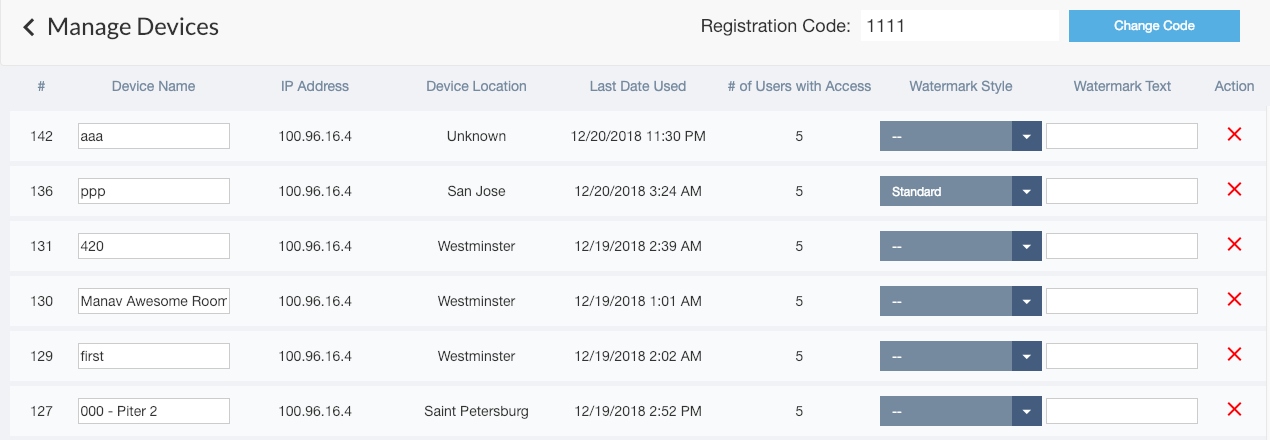 Manage Devices Registration Code: 1111 Change Code
# Device Name IP Address Device Location Last Date Used # of Users with Access Watermark Style Watermark Text Action
142 aaa 100.96.16.4 Unknown 12/20/2018 11:30 PM 5 --
136 ppp 100.96.16.4 San Jose 12/20/2018 3:24 AM 5 Standard
131 420 100.96.16.4 Westminster 12/19/2018 2:39 AM 5 --
130 Manav Awesome Room 100.96.16.4 Westminster 12/19/2018 1:01 AM 5 --
129 first 100.96.16.4 Westminster 12/19/2018 2:02 AM 5 --
127 000 - Piter 2 100.96.16.4 Saint Petersburg 12/19/2018 2:52 PM 5 --